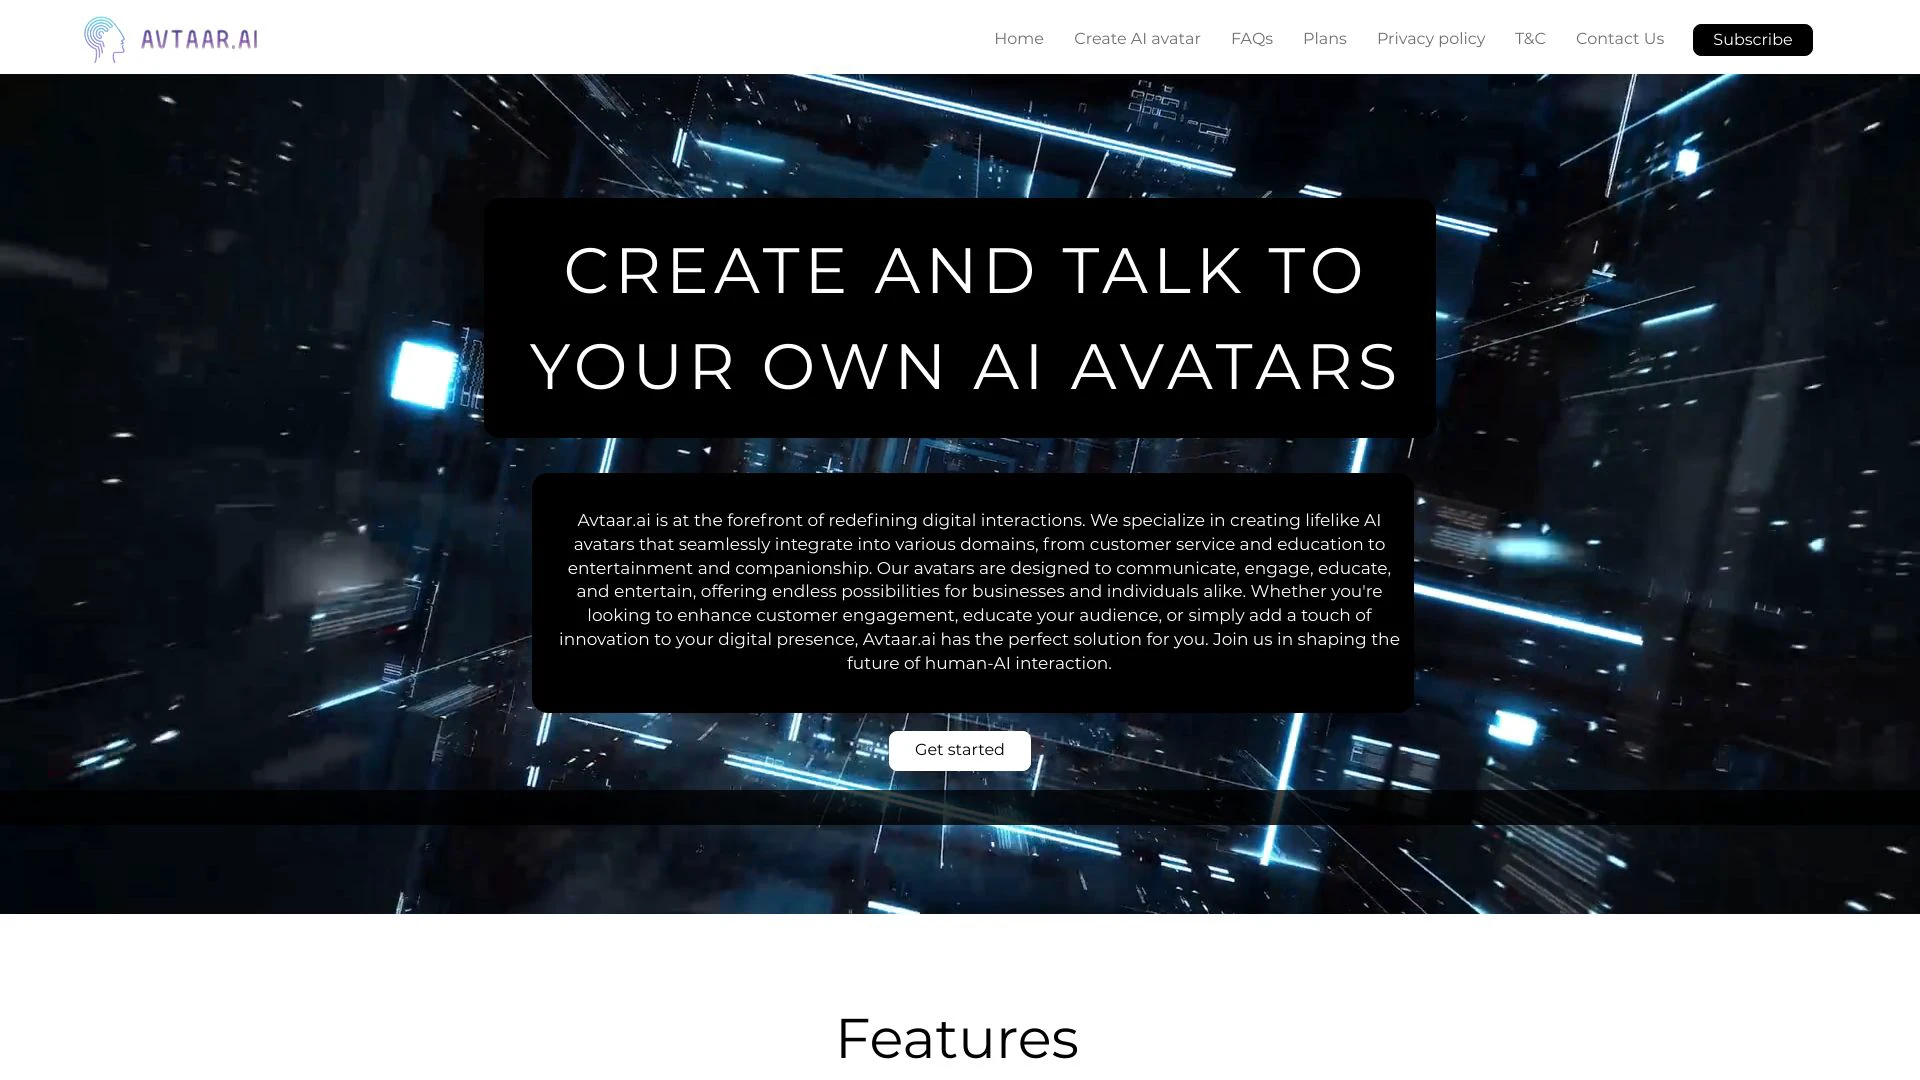 AVTAAR.AI
Home
Create AI avatar
FAQs
Plans
Privacy policy
T&C
Contact Us
Subscribe
CREATE AND TALK TO
YOUR OWN AI AVATARS
Avtaar.ai is at the forefront of redefining digital interactions. We specialize in creating lifelike AI
avatars that seamlessly integrate into various domains, from customer service and education to
entertainment and companionship. Our avatars are designed to communicate, engage, educate,
and entertain, offering endless possibilities for businesses and individuals alike. Whether you're
looking to enhance customer engagement, educate your audience, or simply add a touch of
innovation to your digital presence, Avtaar.ai has the perfect solution for you. Join us in shaping the
future of human-AI interaction.
Get started
Features